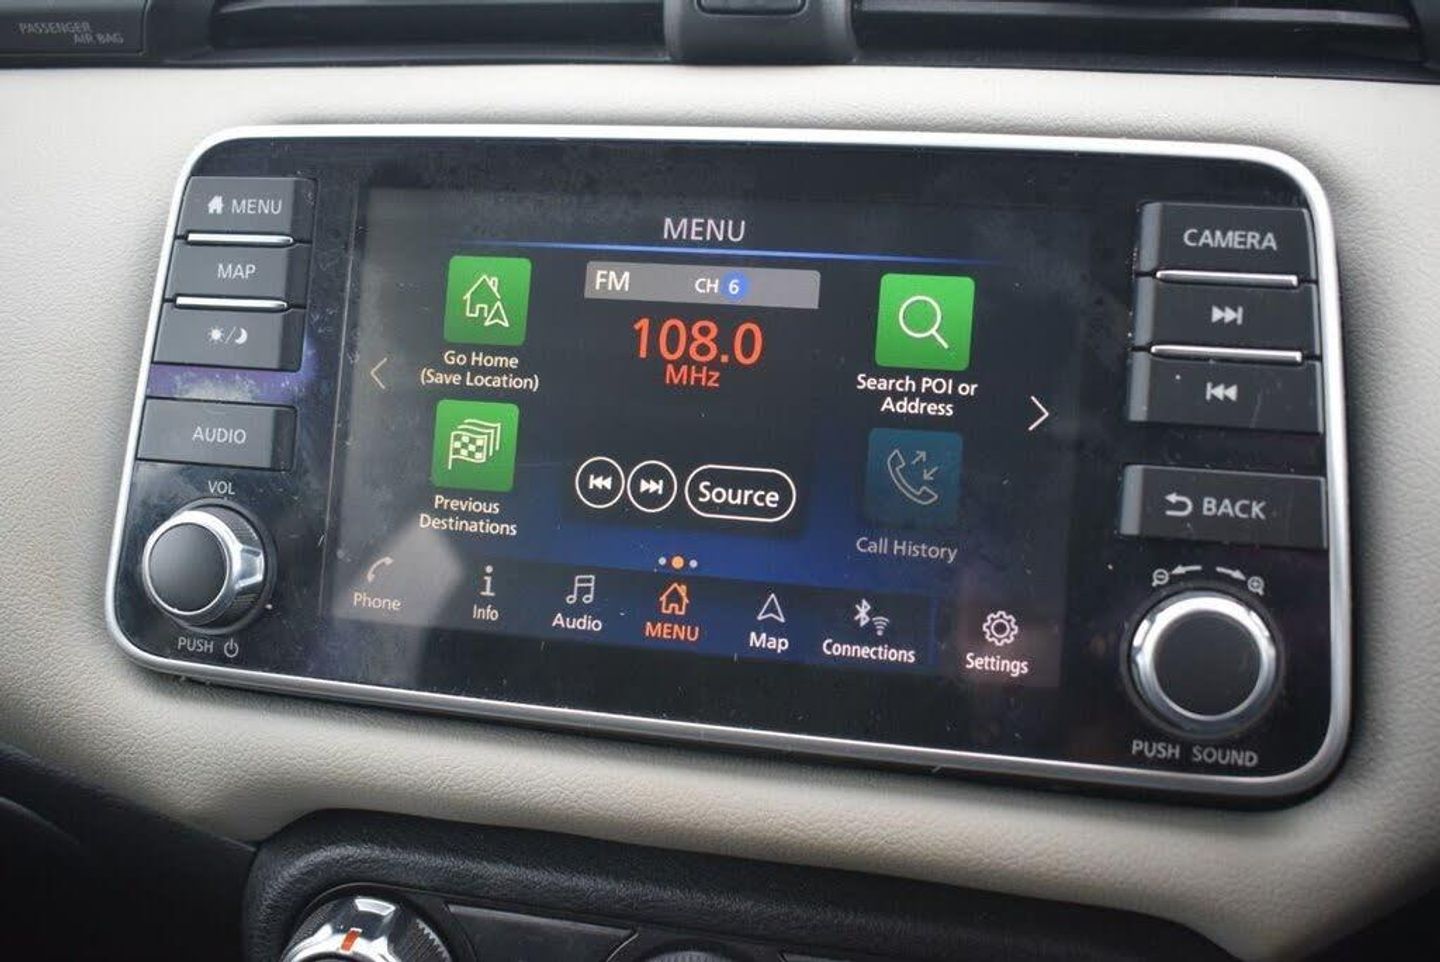 PASSENGER
AIR BAG
MENU
MAP
AUDIO
VOL
PUSH
MENU
FM CH 6
108.0
MHz
Go Home
(Save Location)
Previous
Destinations
Search POI or
Address
Call History
Source
Phone
Info
Audio
MENU
Map
Connections
Settings
CAMERA
BACK
PUSH SOUND